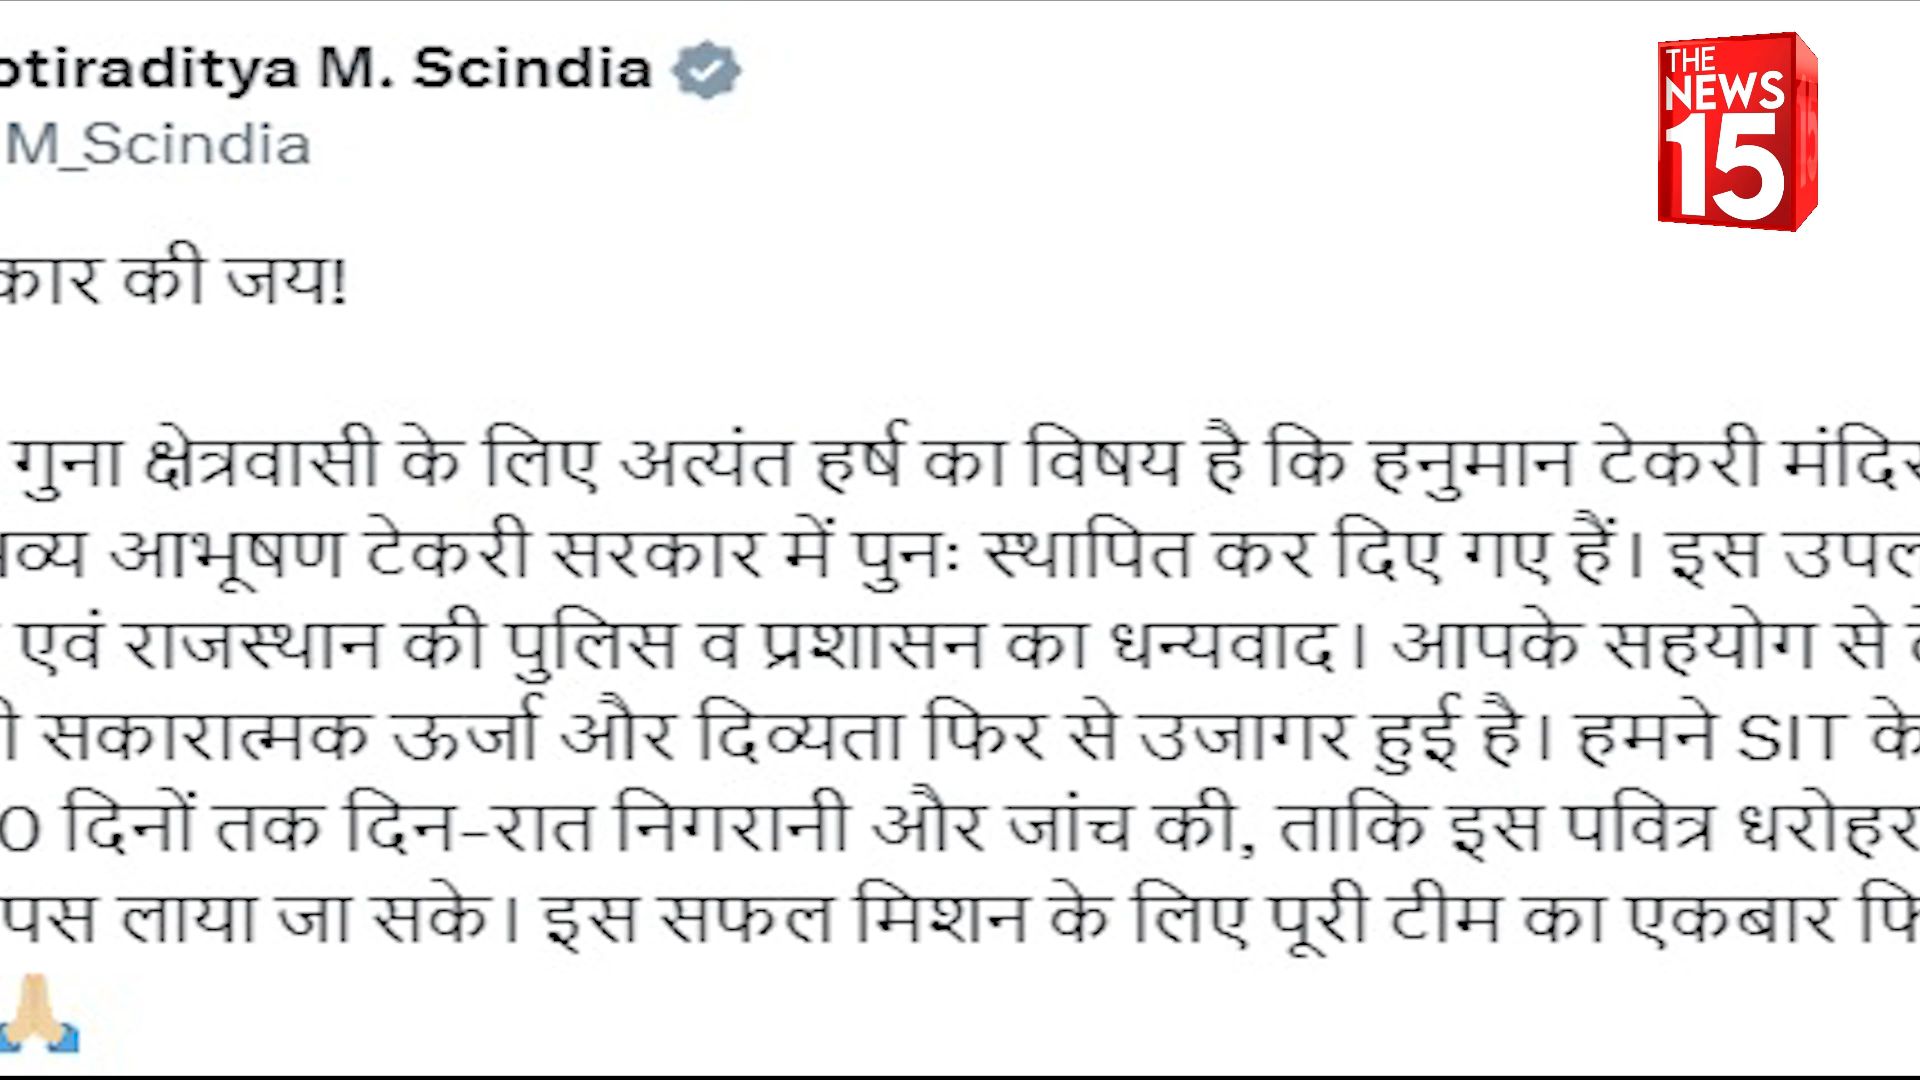 otiraditya M. Scindia
M_Scindia
THE
NEWS
15
कार की जय!
गुना क्षेत्रवासी के लिए अत्यंत हर्ष का विषय है कि हनुमान टेकरी मंदिर
व्य आभूषण टेकरी सरकार में पुनः स्थापित कर दिए गए हैं। इस उपल
एवं राजस्थान की पुलिस व प्रशासन का धन्यवाद। आपके सहयोग से
सकारात्मक ऊर्जा और दिव्यता फिर से उजागर हुई है। हमने SIT के
0 दिनों तक दिन-रात निगरानी और जांच की, ताकि इस पवित्र धरोहर
पस लाया जा सके। इस सफल मिशन के लिए पूरी टीम का एकबार फि